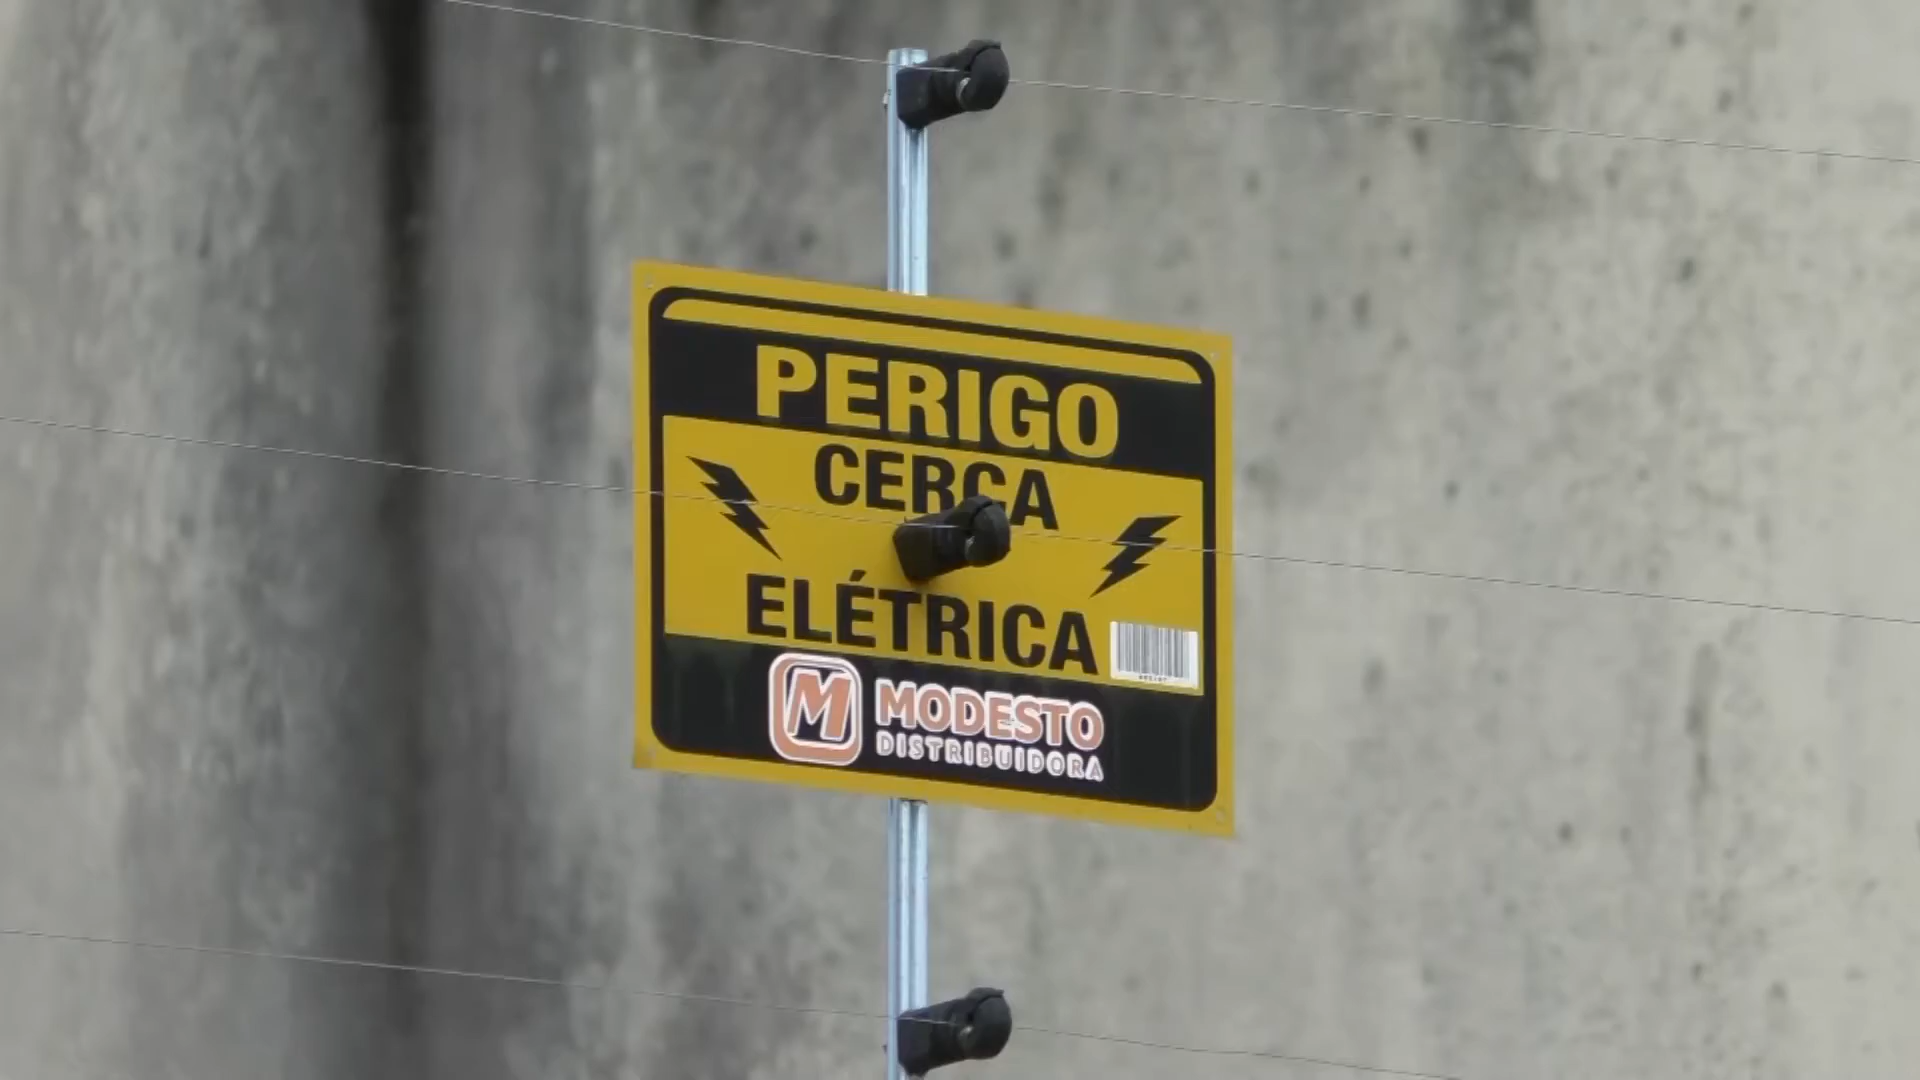 PERIGO
CERCA
ELÉTRICA
M MODESTO
DISTRIBUIDORA